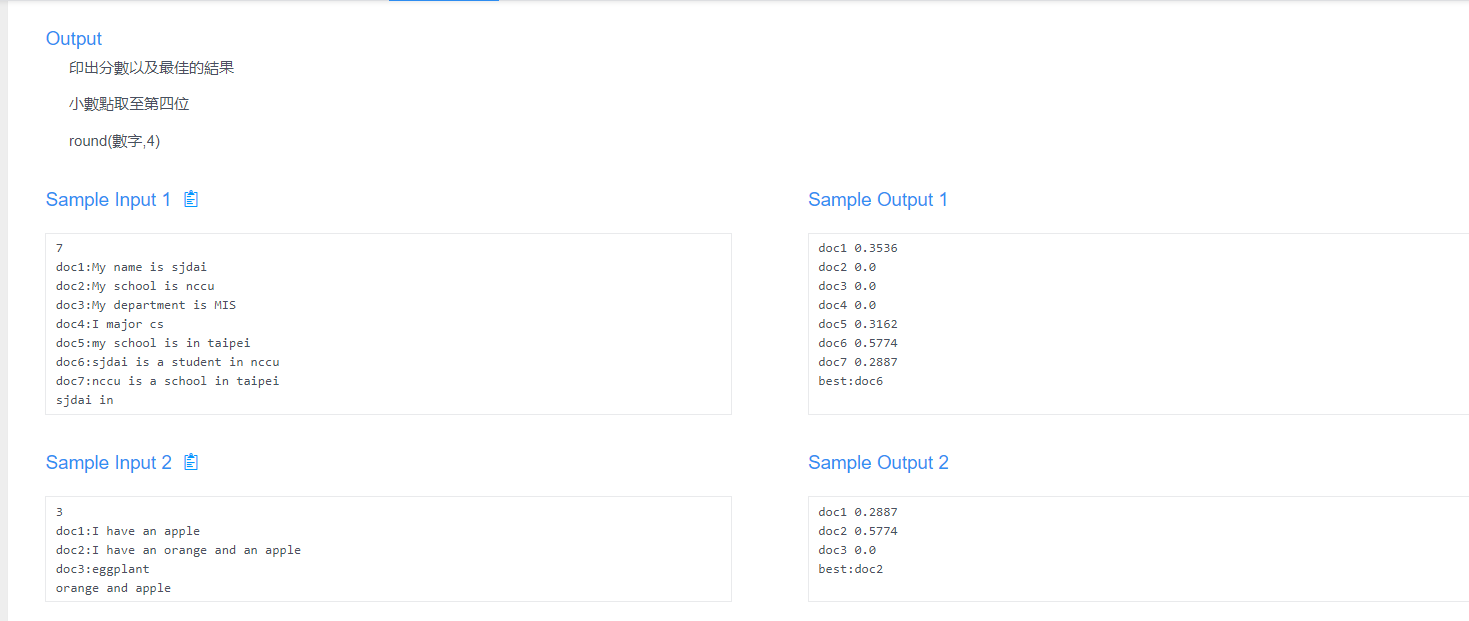 Output
印出分數以及最佳的結果
小數點取至第四位
round(數字,4)
Sample Input 1
7
doc1:My name is sjdai
doc2:My school is nccu
doc3:My department is MIS
doc4:I major cs
doc5:my school is in taipei
doc6:sjdai is a student in nccu
doc7:nccu is a school in taipei
sjdai in
Sample Output 1
doc1 0.3536
doc2 0.0
doc3 0.0
doc4 0.0
doc5 0.3162
doc6 0.5774
doc7 0.2887
best:doc6
Sample Input 2
3
doc1:I have an apple
doc2:I have an orange and an apple
doc3:eggplant
orange and apple
Sample Output 2
doc1 0.2887
doc2 0.5774
doc3 0.0
best:doc2